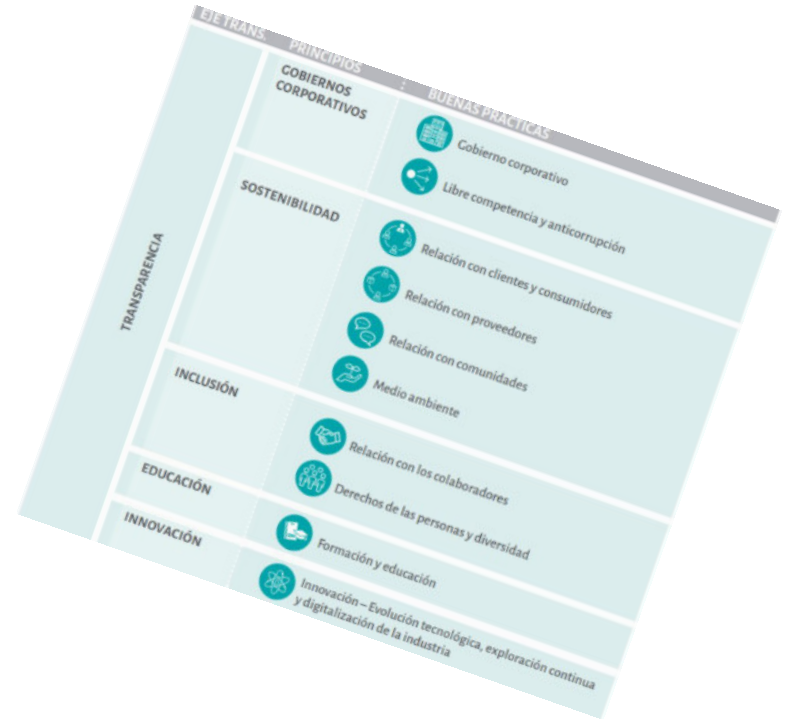 EJE TRANS. PRINCIPIOS : BUENAS PRÁCTICAS
TRANSPARENCIA
GOBIERNOS
CORPORATIVOS
Gobierno corporativo
Libre competencia y anticorrupción
SOSTENIBILIDAD
Relación con clientes y consumidores
Relación con proveedores
Relación con comunidades
Medio ambiente
INCLUSIÓN
Relación con los colaboradores
Derechos de las personas y diversidad
EDUCACIÓN
Formación y educación
INNOVACIÓN
Innovación – Evolución tecnológica, exploración continua
y digitalización de la industria